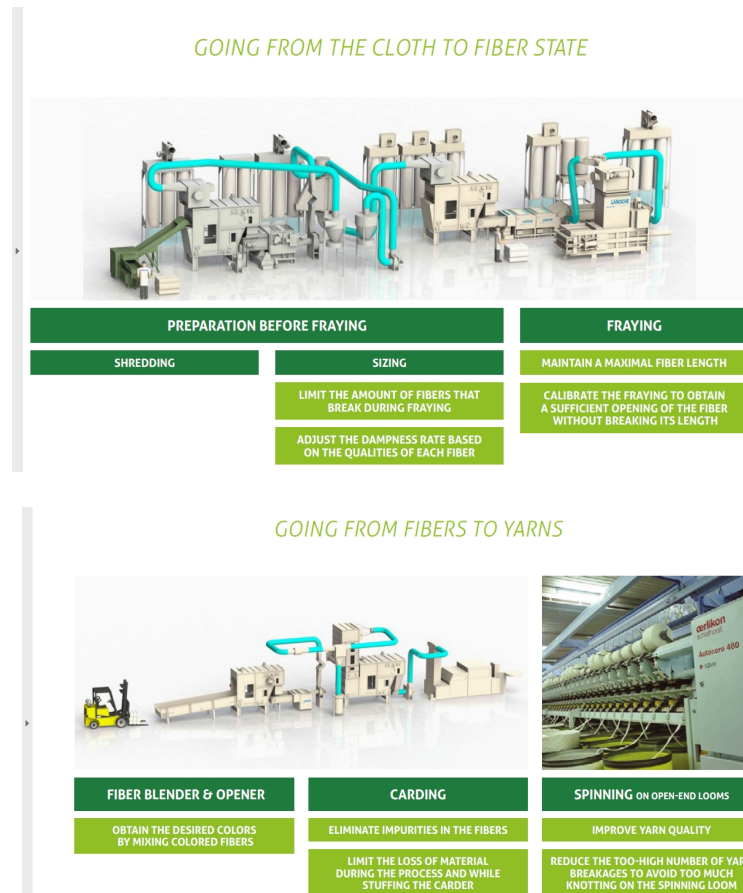 GOING FROM THE CLOTH TO FIBER STATE
LAROCHE
PREPARATION BEFORE FRAYING
FRAYING
SHREDDING
SIZING
MAINTAIN A MAXIMAL FIBER LENGTH
LIMIT THE AMOUNT OF FIBERS THAT
BREAK DURING FRAYING
CALIBRATE THE FRAYING TO OBTAIN
A SUFFICIENT OPENING OF THE FIBER
WITHOUT BREAKING ITS LENGTH
ADJUST THE DAMPNESS RATE BASED
ON THE QUALITIES OF EACH FIBER
GOING FROM FIBERS TO YARNS
œrlikon
schlafhorst
Autocoro 480
FIBER BLENDER & OPENER
CARDING
SPINNING ON OPEN-END LOOMS
OBTAIN THE DESIRED COLORS
BY MIXING COLORED FIBERS
ELIMINATE IMPURITIES IN THE FIBERS
IMPROVE YARN QUALITY
LIMIT THE LOSS OF MATERIAL
DURING THE PROCESS AND WHILE
STUFFING THE CARDER
REDUCE THE TOO-HIGH NUMBER OF YAR
BREAKAGES TO AVOID TOO MUCH
KNOTTING ON THE SPINNING LOOM